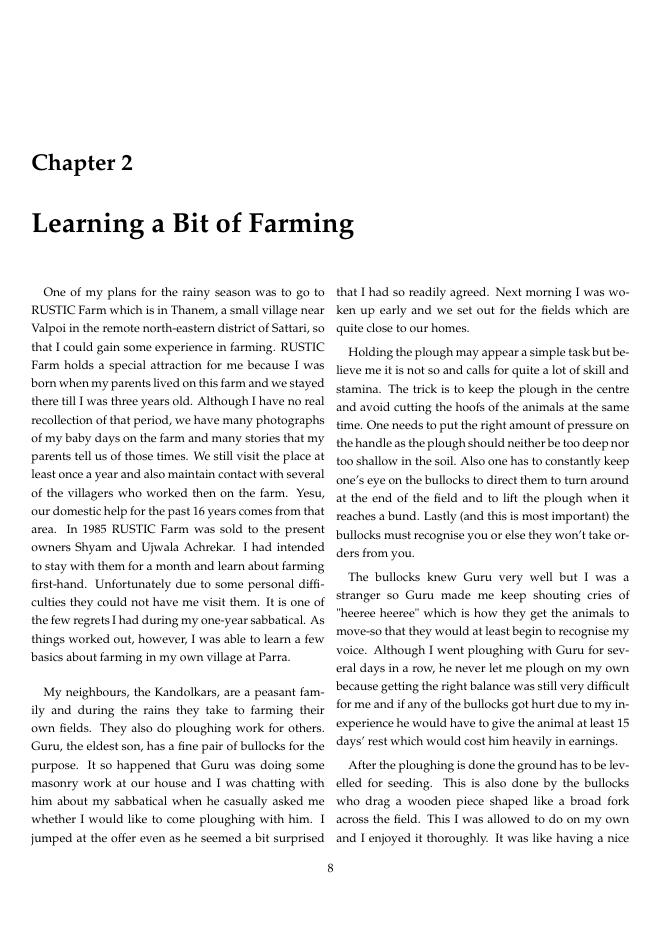 Chapter 2
Learning a Bit of Farming
One of my plans for the rainy season was to go to
RUSTIC Farm which is in Thanem, a small village near
Valpoi in the remote north-eastern district of Sattari, so
that I could gain some experience in farming. RUSTIC
Farm holds a special attraction for me because I was
born when my parents lived on this farm and we stayed
there till I was three years old. Although I have no real
recollection of that period, we have many photographs
of my baby days on the farm and many stories that my
parents tell us of those times. We still visit the place at
least once a year and also maintain contact with several
of the villagers who worked then on the farm. Yesu,
our domestic help for the past 16 years comes from that
area. In 1985 RUSTIC Farm was sold to the present
owners Shyam and Ujwala Achrekar. I had intended
to stay with them for a month and learn about farming
first-hand. Unfortunately due to some personal diffi-
culties they could not have me visit them. It is one of
the few regrets I had during my one-year sabbatical. As
things worked out, however, I was able to learn a few
basics about farming in my own village at Parra.
My neighbours, the Kandolkars, are a peasant fam-
ily and during the rains they take to farming their
own fields. They also do ploughing work for others.
Guru, the eldest son, has a fine pair of bullocks for the
purpose. It so happened that Guru was doing some
masonry work at our house and I was chatting with
him about my sabbatical when he casually asked me
whether I would like to come ploughing with him. I
jumped at the offer even as he seemed a bit surprised
that I had so readily agreed. Next morning I was wo-
ken up early and we set out for the fields which are
quite close to our homes.
Holding the plough may appear a simple task but be-
lieve me it is not so and calls for quite a lot of skill and
stamina. The trick is to keep the plough in the centre
and avoid cutting the hoofs of the animals at the same
time. One needs to put the right amount of pressure on
the handle as the plough should neither be too deep nor
too shallow in the soil. Also one has to constantly keep
one's eye on the bullocks to direct them to turn around
at the end of the field and to lift the plough when it
reaches a bund. Lastly (and this is most important) the
bullocks must recognise you or else they won't take or-
ders from you.
The bullocks knew Guru very well but I was a
stranger so Guru made me keep shouting cries of
"heeree heeree" which is how they get the animals to
move-so that they would at least begin to recognise my
voice. Although I went ploughing with Guru for sev-
eral days in a row, he never let me plough on my own
because getting the right balance was still very difficult
for me and if any of the bullocks got hurt due to my in-
experience he would have to give the animal at least 15
days' rest which would cost him heavily in earnings.
After the ploughing is done the ground has to be lev-
elled for seeding. This is also done by the bullocks
who drag a wooden piece shaped like a broad fork
across the field. This I was allowed to do on my own
and I enjoyed it thoroughly. It was like having a nice
8